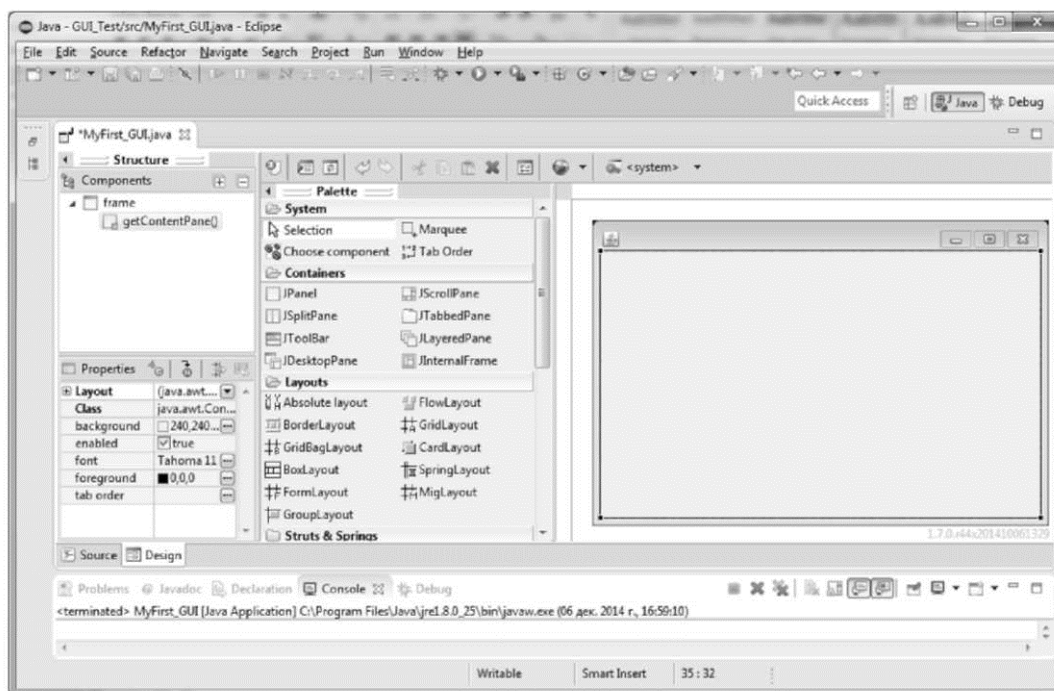 Java - GUI_Test/src/MyFirst_GUI.java - Eclipse
File Edit Source Refactor Navigate Search Project Run Window Help
Quick Access Java Debug
*MyFirst_GUI.java
Structure
Components
frame
getContentPane()
Properties
Layout (java.awt....
Class java.awt.Con...
background 240,240...
enabled true
font Tahoma 11
foreground 0,0,0
tab order
<system>
Palette
System
Selection Marquee
Choose component Tab Order
Containers
JPanel JScrollPane
JSplitPane JTabbedPane
JToolBar JLayeredPane
JDesktopPane JInternalFrame
Layouts
Absolute layout FlowLayout
BorderLayout GridLayout
GridBagLayout CardLayout
BoxLayout SpringLayout
FormLayout MigLayout
GroupLayout
Struts & Springs
1.7.0.r44x201410061329
Source Design
Problems @ Javadoc Declaration Console Debug
<terminated> MyFirst_GUI [Java Application] C:\Program Files\Java\jre1.8.0_25\bin\javaw.exe (06 дек. 2014 г., 16:59:10)
Writable Smart Insert 35 : 32